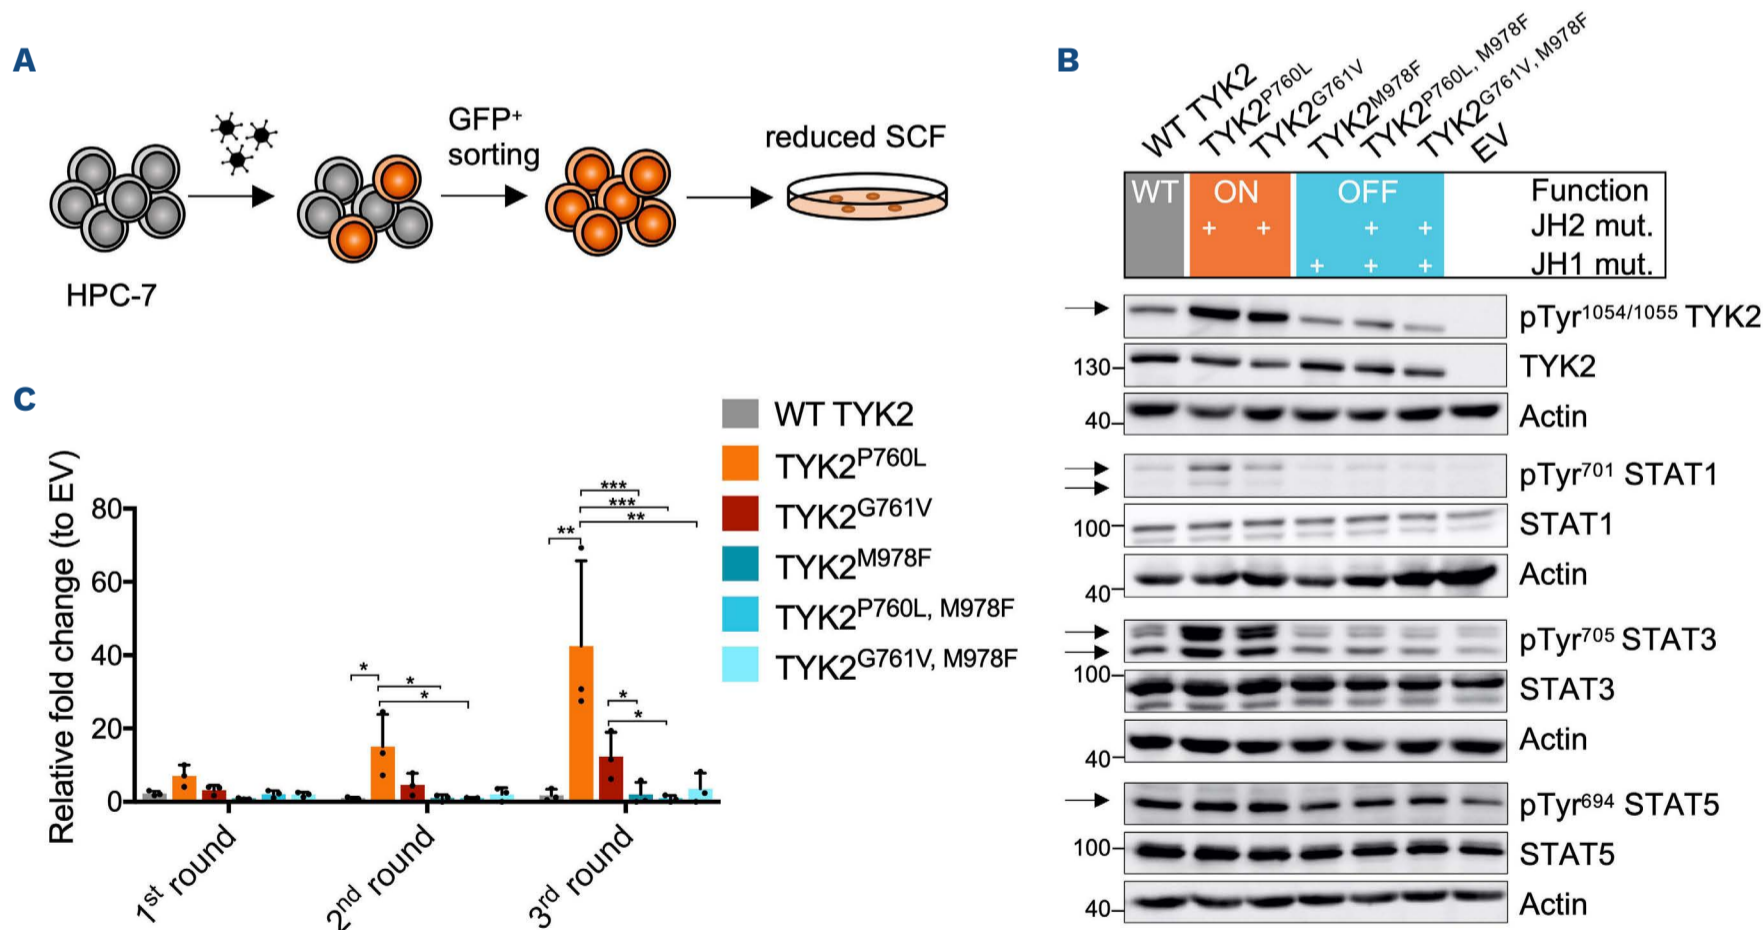 A
HPC-7
GFP⁺
sorting
reduced SCF
B
WT TYK2
TYK2P760L
TYK2G761V
TYK2M978F
TYK2P760L, M978F
TYK2G761V, M978F
EV
WT ON OFF Function
+ + + + JH2 mut.
+ + + JH1 mut.
pTyr1054/1055 TYK2
130 TYK2
40 Actin
pTyr701 STAT1
100 STAT1
40 Actin
pTyr705 STAT3
100 STAT3
40 Actin
pTyr694 STAT5
100 STAT5
40 Actin
C
Relative fold change (to EV)
80
60
40
20
0
* * *
*** *** ** **
* *
1st round
2nd round
3rd round
WT TYK2
TYK2P760L
TYK2G761V
TYK2M978F
TYK2P760L, M978F
TYK2G761V, M978F